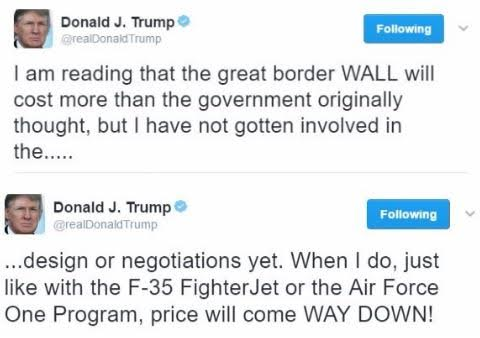 Donald J. Trump
Following
@realDonaldTrump
I am reading that the great border WALL will
cost more than the government originally
thought, but I have not gotten involved in
the.....
Donald J. Trump
Following
@realDonaldTrump
...design or negotiations yet. When I do, just
like with the F-35 FighterJet or the Air Force
One Program, price will come WAY DOWN!